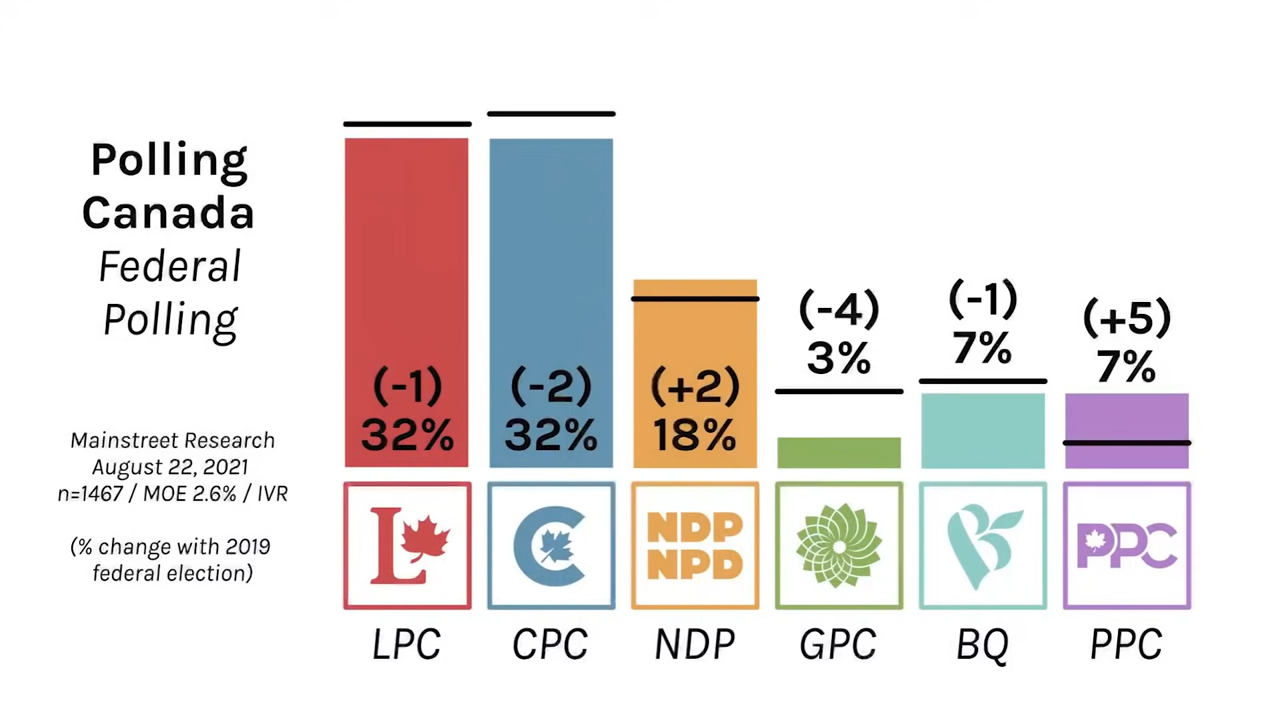 Polling
Canada
Federal
Polling
Mainstreet Research
August 22, 2021
n=1467 / MOE 2.6% / IVR
(% change with 2019
federal election)
(-1)
32%
(-2)
32%
(+2)
18%
(-4)
3%
(-1)
7%
(+5)
7%
L
C
NDP
NPD
B
PPC
LPC
CPC
NDP
GPC
BQ
PPC